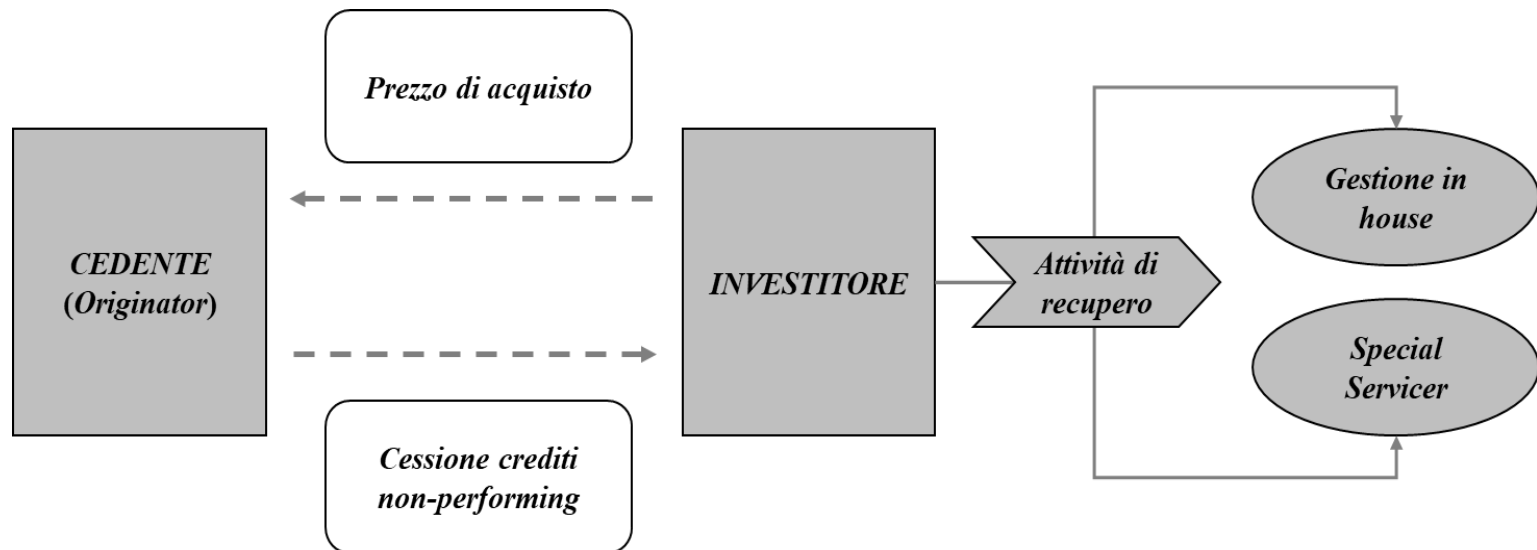 Prezzo di acquisto
CEDENTE
(Originator)
INVESTITORE
Cessione crediti
non-performing
Attività di
recupero
Gestione in
house
Special
Servicer